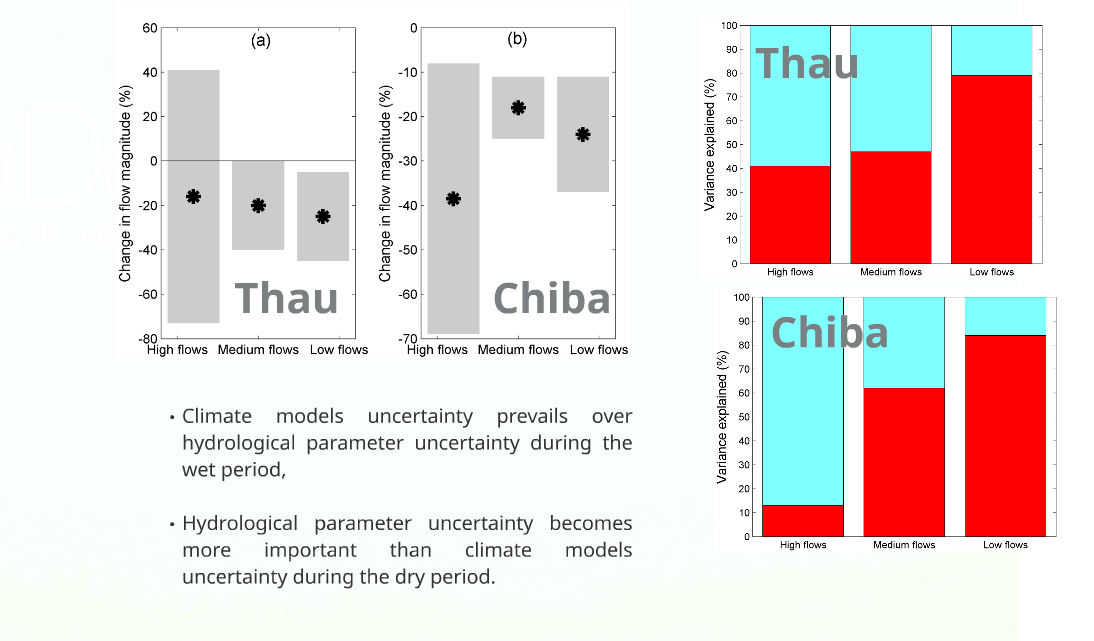 60
40
20
0
-20
-40
-60
-80
Change in flow magnitude (%)
(a)
Thau
High flows Medium flows Low flows
0
-10
-20
-30
-40
-50
-60
-70
Change in flow magnitude (%)
(b)
Chiba
High flows Medium flows Low flows
100
90
80
70
60
50
40
30
20
10
0
Variance explained (%)
Thau
High flows Medium flows Low flows
100
90
80
70
60
50
40
30
20
10
0
Variance explained (%)
Chiba
High flows Medium flows Low flows
• Climate models uncertainty prevails over
hydrological parameter uncertainty during the
wet period,
• Hydrological parameter uncertainty becomes
more important than climate models
uncertainty during the dry period.